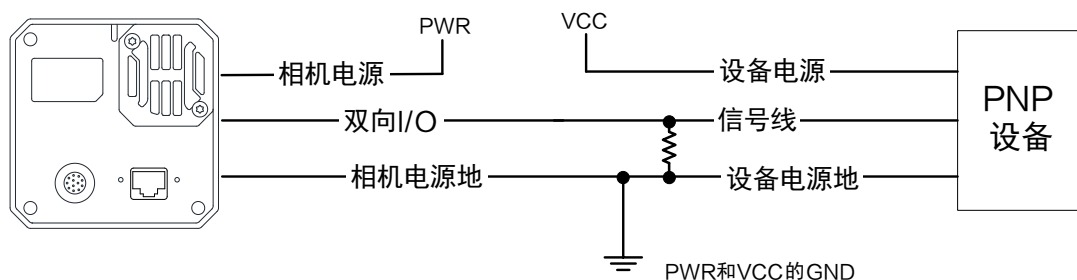 PWR
VCC
相机电源
设备电源
双向I/O
信号线
PNP
设备
相机电源地
设备电源地
PWR和VCC的GND